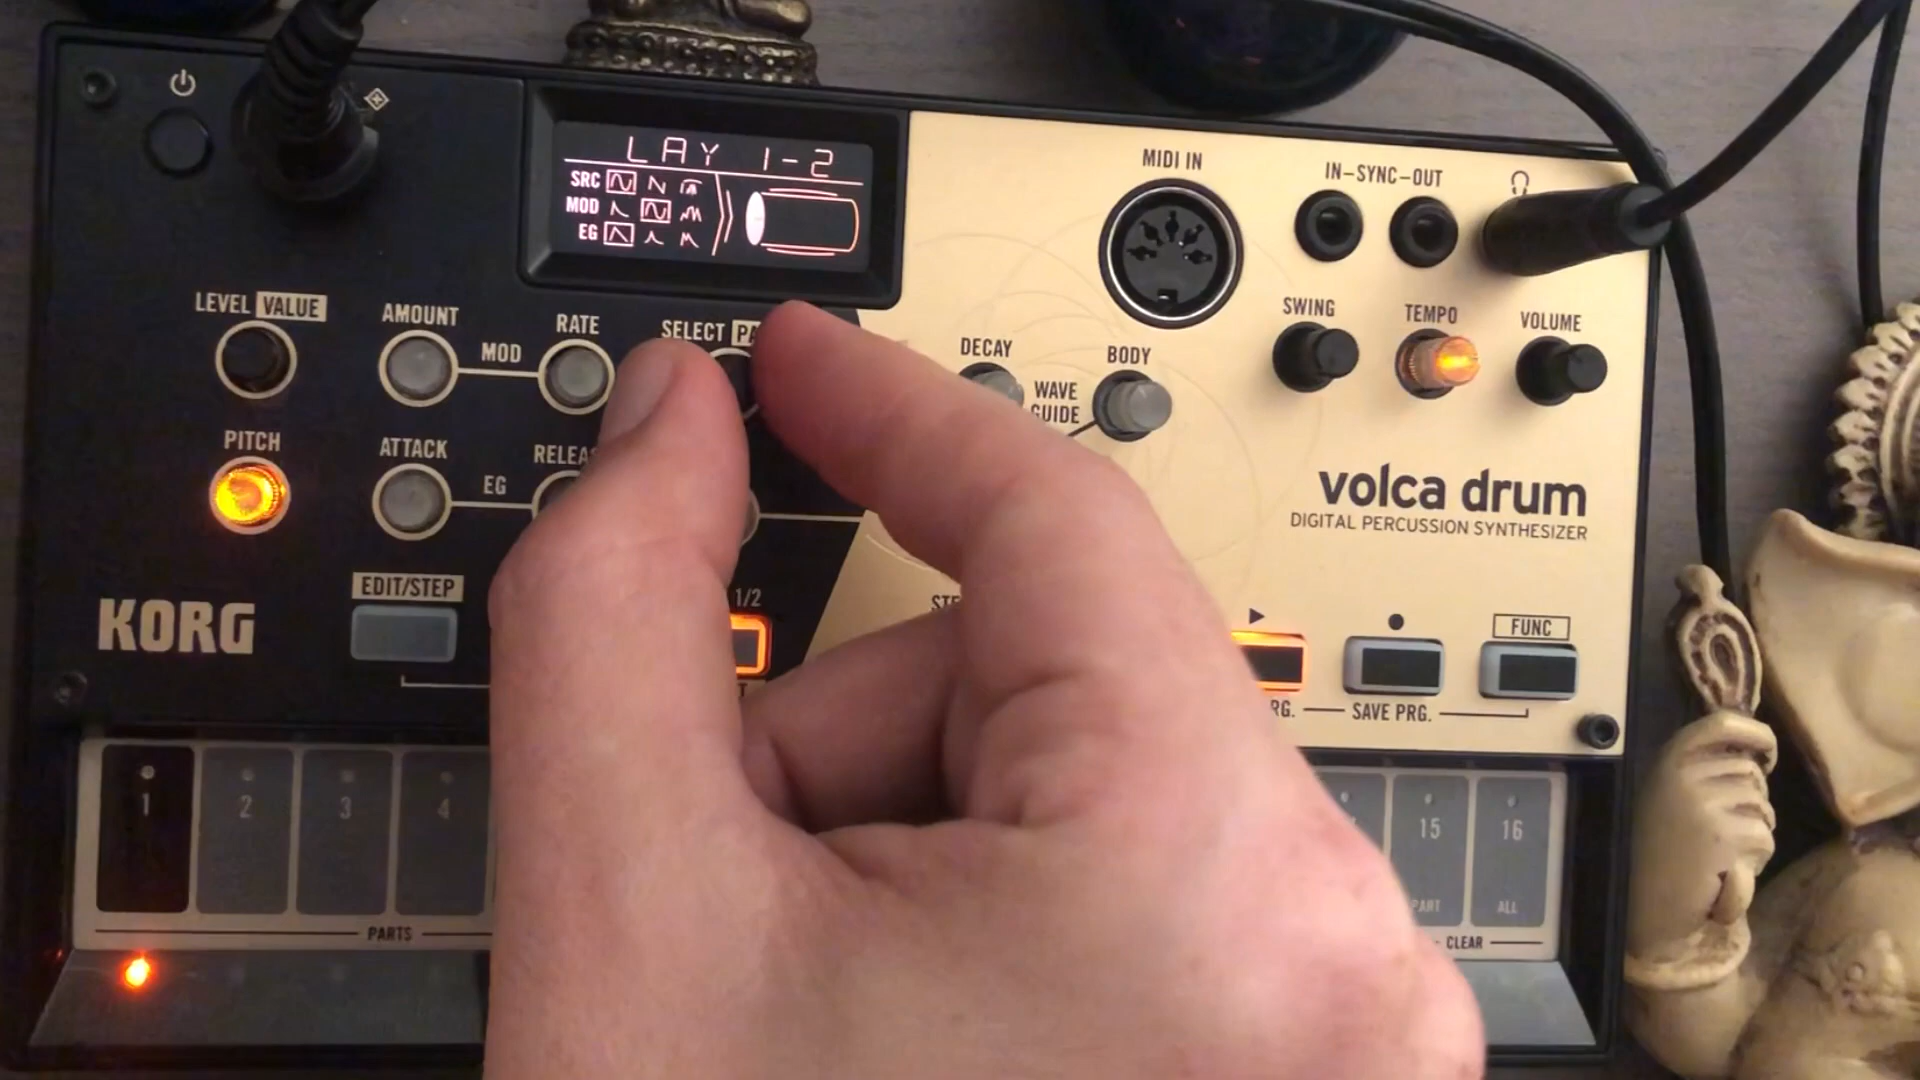 LAY 1-2
SRC
MOD
EG
MIDI IN
IN-SYNC-OUT
LEVEL VALUE
AMOUNT
MOD
RATE
SELECT
DECAY
BODY
WAVE
GUIDE
SWING
TEMPO
VOLUME
PITCH
ATTACK
EG
volca drum
DIGITAL PERCUSSION SYNTHESIZER
KORG
EDIT/STEP
1/2
FUNC
SAVE PRG.
1
2
3
4
15
16
PART
ALL
PARTS
CLEAR